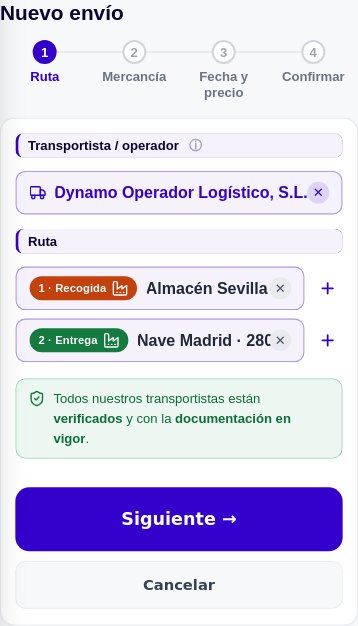 Nuevo envío
1 2 3 4
Ruta Mercancía Fecha y precio Confirmar
Transportista / operador ⓘ
Dynamo Operador Logístico, S.L. ×
Ruta
1 · Recogida Almacén Sevilla × +
2 · Entrega Nave Madrid · 280 × +
Todos nuestros transportistas están
verificados y con la documentación en
vigor.
Siguiente →
Cancelar